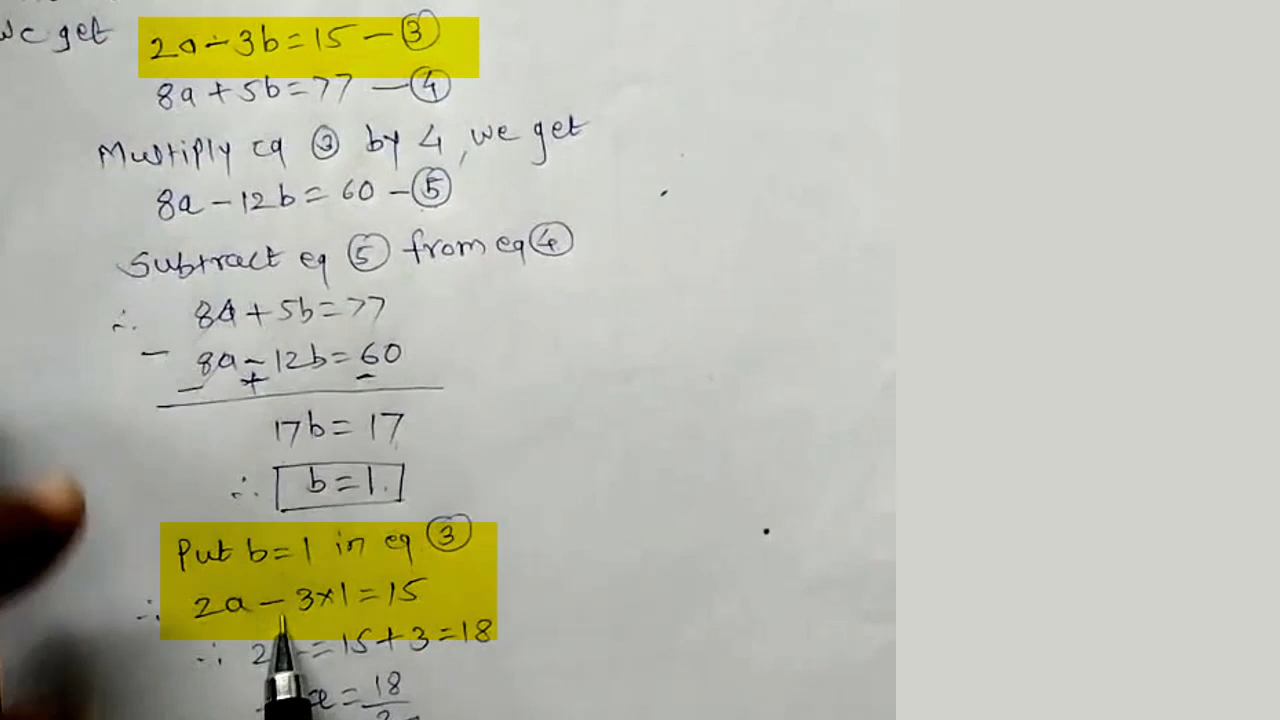 We get 2a - 3b = 15 - ③
8a + 5b = 77 - ④
Multiply eq ③ by 4, we get
8a - 12b = 60 - ⑤
Subtract eq ⑤ from eq ④
∴ 8a + 5b = 77
- 8a - 12b = 60
- + -
17b = 17
∴ b = 1.
Put b = 1 in eq ③
∴ 2a - 3 × 1 = 15
∴ 2 = 15 + 3 = 18
= 18